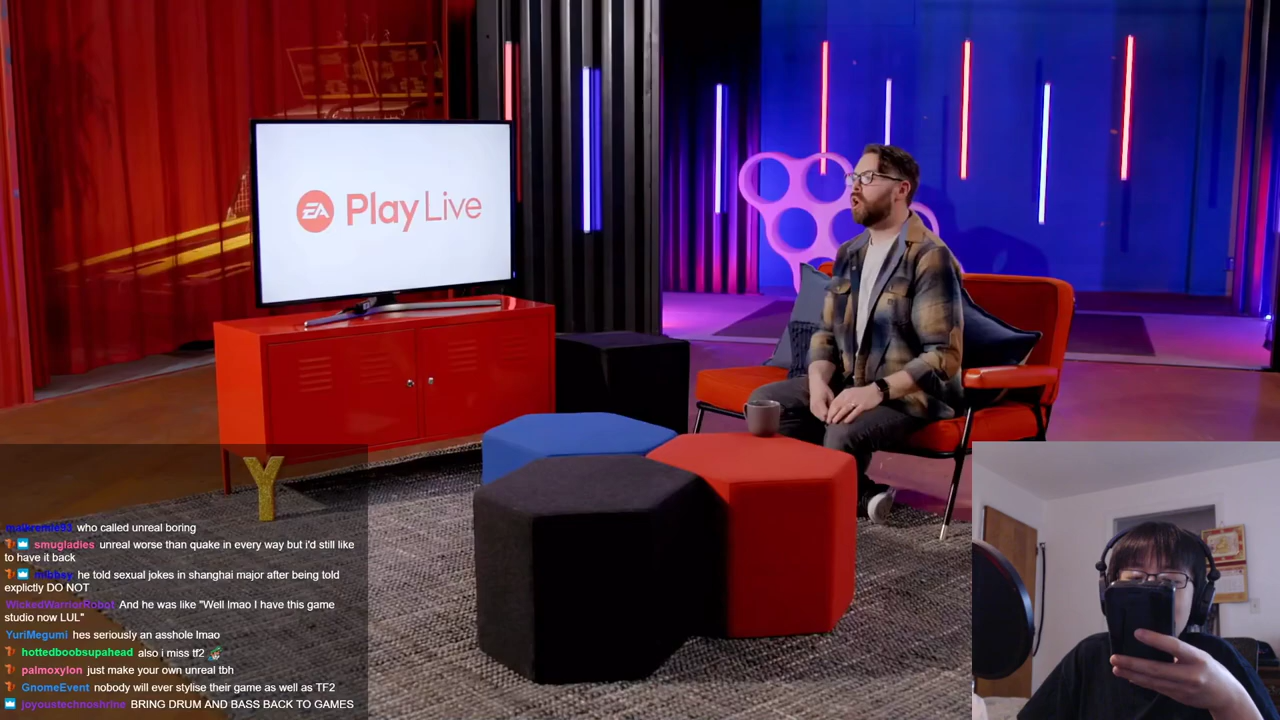 EA Play Live
Y
who called unreal boring
smugladies unreal worse than quake in every way but i'd still like
to have it back
he told sexual jokes in shanghai major after being told
explicitly DO NOT
WickedWarriorRobot And he was like "Well lmao I have this game
studio now LUL"
YuriMegumi hes seriously an asshole lmao
hottedboobsupahead also i miss tf2
palmoxylon just make your own unreal tbh
GnomeEvent nobody will ever stylise their game as well as TF2
joyoustechnoshrine BRING DRUM AND BASS BACK TO GAMES